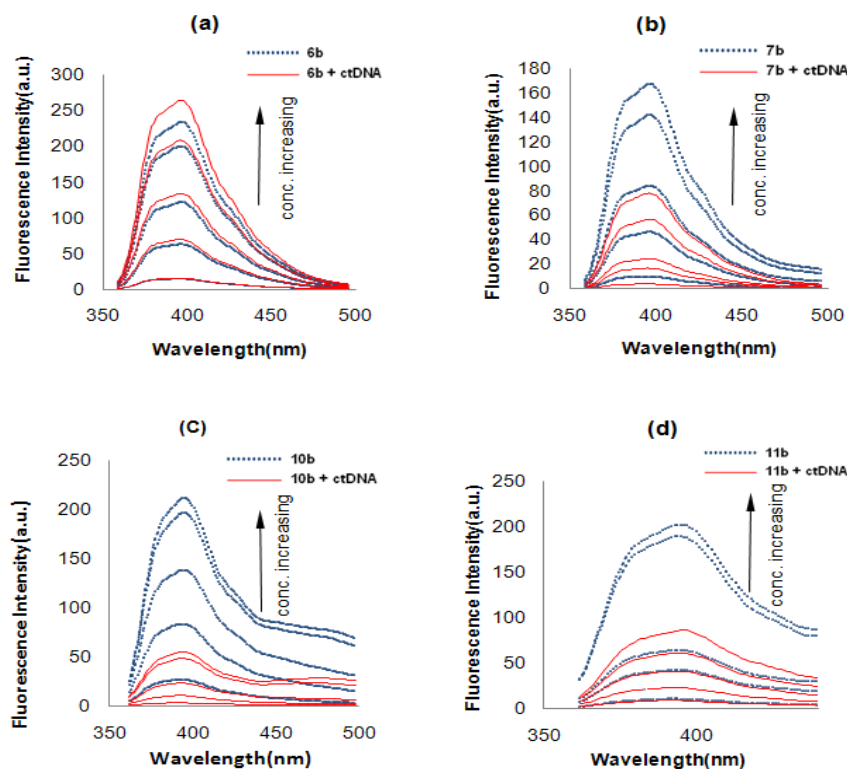 (a)
6b
6b + ctDNA
300
250
200
150
100
50
0
350
400
450
500
Fluorescence Intensity(a.u.)
conc. increasing
Wavelength(nm)
(b)
7b
7b + ctDNA
180
160
140
120
100
80
60
40
20
0
350
400
450
500
Fluorescence Intensity(a.u.)
conc. increasing
Wavelength(nm)
(C)
10b
10b + ctDNA
250
200
150
100
50
0
350
400
450
500
Fluorescence Intensity(a.u.)
conc. increasing
Wavelength(nm)
(d)
11b
11b + ctDNA
250
200
150
100
50
0
350
400
Fluorescence Intensity(a.u.)
conc. increasing
Wavelength(nm)